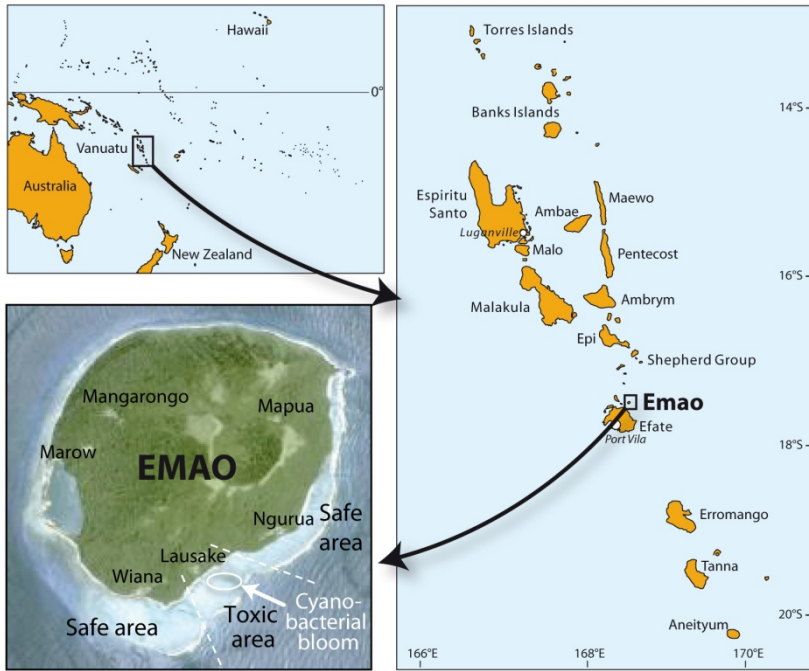 Hawaii
0°
Vanuatu
Australia
New Zealand
Torres Islands
14°S
Banks Islands
Espiritu
Santo
Ambae
Maewo
Luganville
Malo
Pentecost
16°S
Malakula
Ambrym
Epi
Shepherd Group
Emao
Efate
Port Vila
18°S
Erromango
Tanna
20°S
Aneityum
166°E
168°E
170°E
Mangarongo
Mapua
Marow
EMAO
Ngurua
Safe
area
Lausake
Wiana
Cyano-
bacterial
bloom
Toxic
area
Safe area